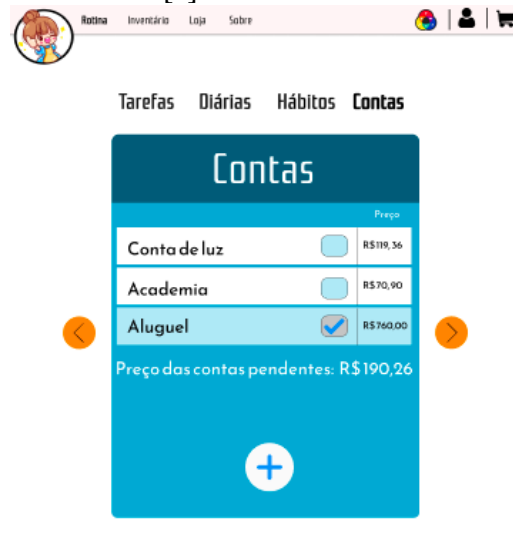 Rotina Inventário Loja Sobre
Tarefas Diárias Hábitos Contas
Contas
Preço
Conta de luz R$119,36
Academia R$70,90
Aluguel R$760,00
Preço das contas pendentes: R$190,26